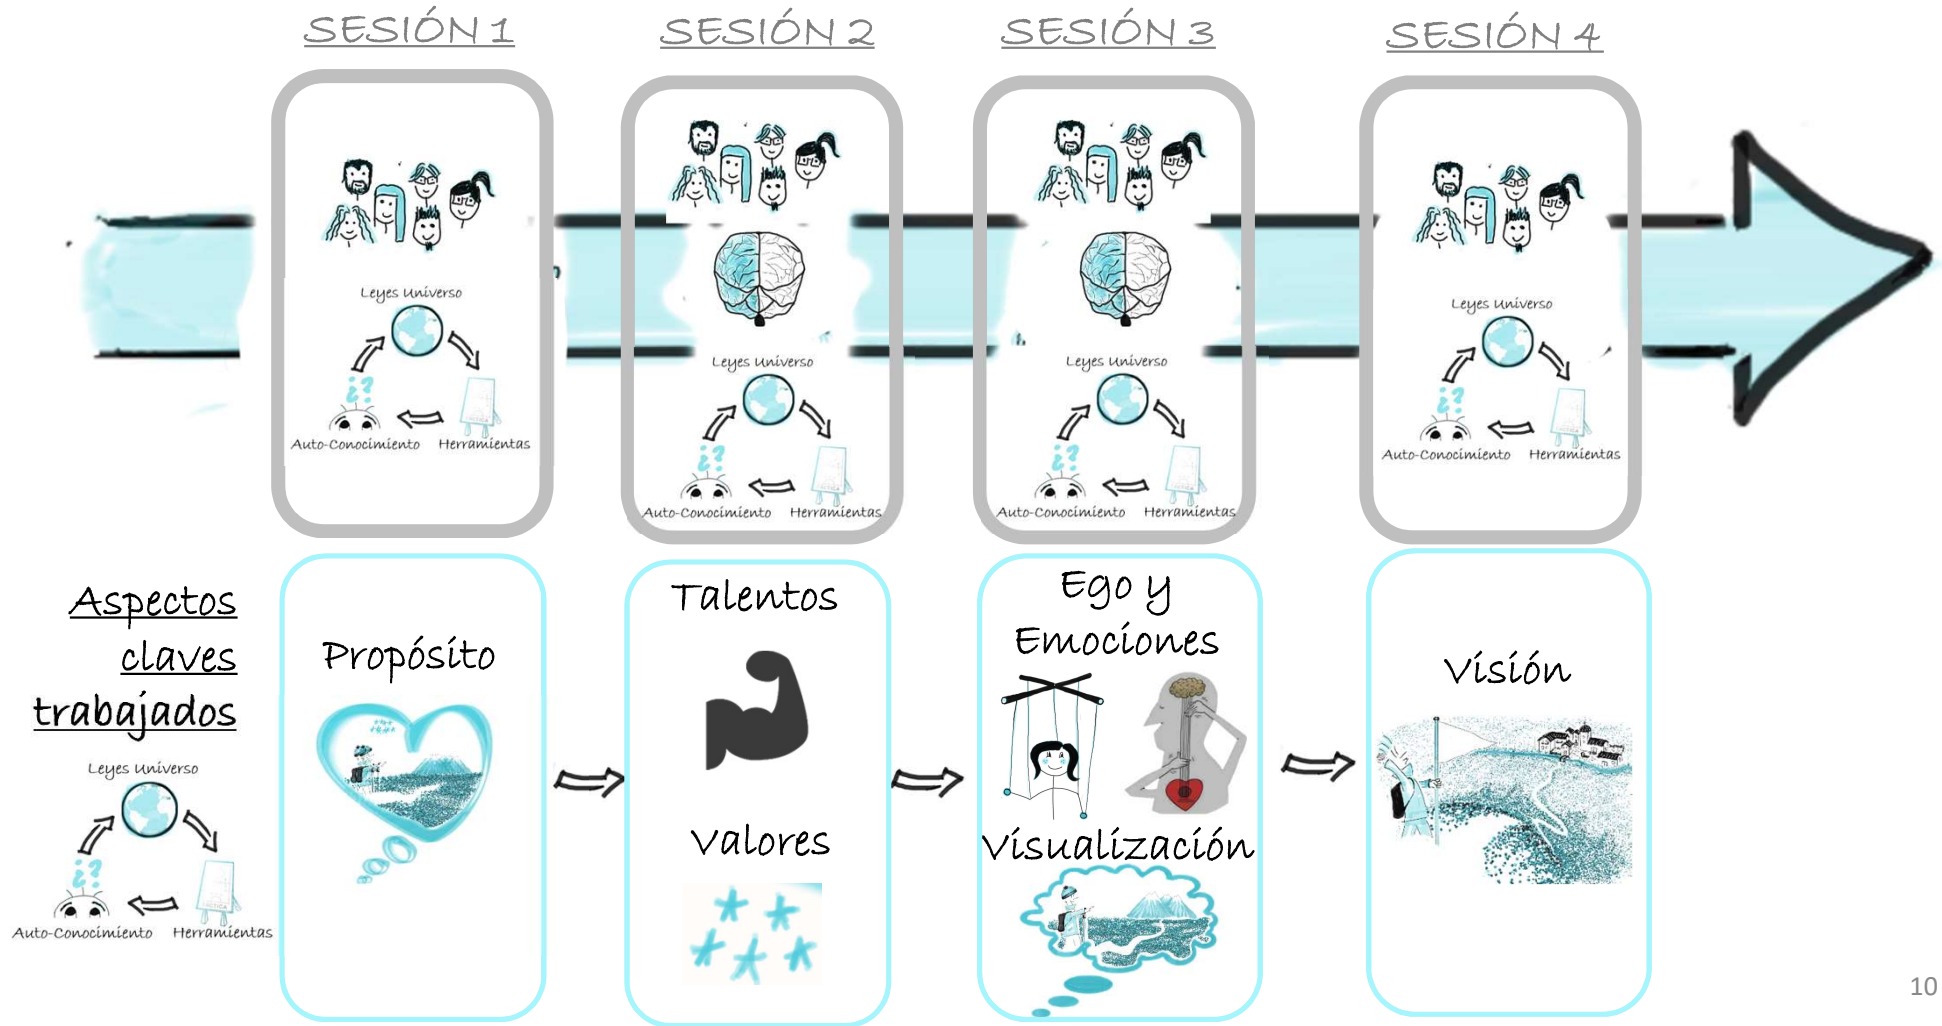 SESIÓN 1
SESIÓN 2
SESIÓN 3
SESIÓN 4
Leyes Universo
Auto-Conocimiento
Herramientas
Leyes Universo
Auto-Conocimiento
Herramientas
Leyes Universo
Auto-Conocimiento
Herramientas
Leyes Universo
Auto-Conocimiento
Herramientas
Aspectos
claves
trabajados
Leyes Universo
¿?
Auto-Conocimiento
Herramientas
Propósito
Talentos
Valores
Ego y
Emociones
Visualización
Visión
10